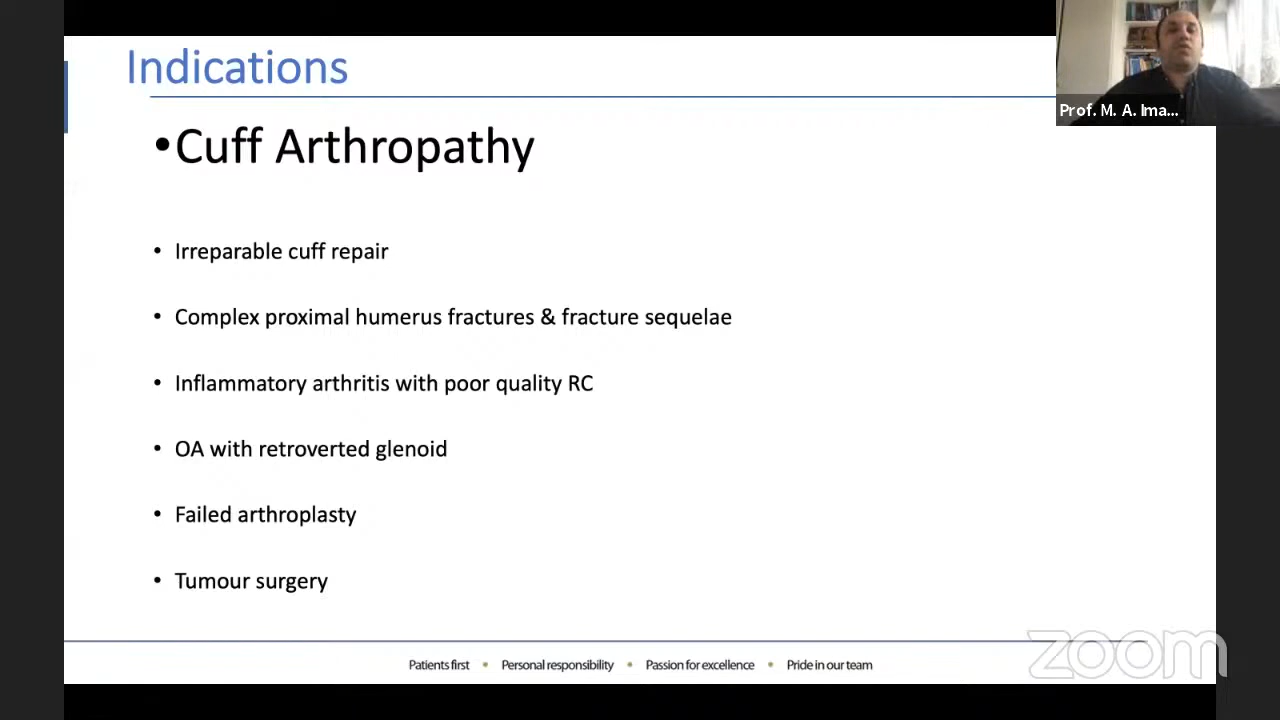 Indications
•Cuff Arthropathy
• Irreparable cuff repair
• Complex proximal humerus fractures & fracture sequelae
• Inflammatory arthritis with poor quality RC
• OA with retroverted glenoid
• Failed arthroplasty
• Tumour surgery
Patients first • Personal responsibility • Passion for excellence • Pride in our team
Prof. M. A. Ima...
zoom